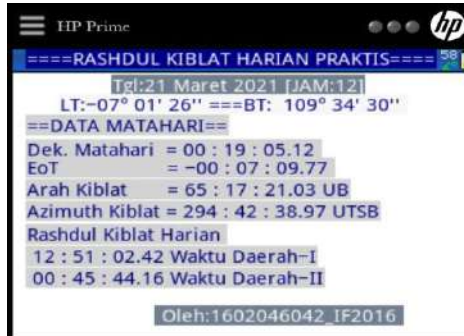 HP Prime
hp
====RASHDUL KIBLAT HARIAN PRAKTIS====
58
Tgl:21 Maret 2021 [JAM:12]
LT:−07° 01' 26'' ===BT: 109° 34' 30''
==DATA MATAHARI==
Dek. Matahari = 00 : 19 : 05.12
EoT = −00 : 07 : 09.77
Arah Kiblat = 65 : 17 : 21.03 UB
Azimuth Kiblat = 294 : 42 : 38.97 UTSB
Rashdul Kiblat Harian
12 : 51 : 02.42 Waktu Daerah−I
00 : 45 : 44.16 Waktu Daerah−II
Oleh:1602046042_IF2016